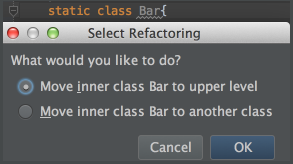 static class Bar{
Select Refactoring
What would you like to do?
Move inner class Bar to upper level
Move inner class Bar to another class
Cancel OK